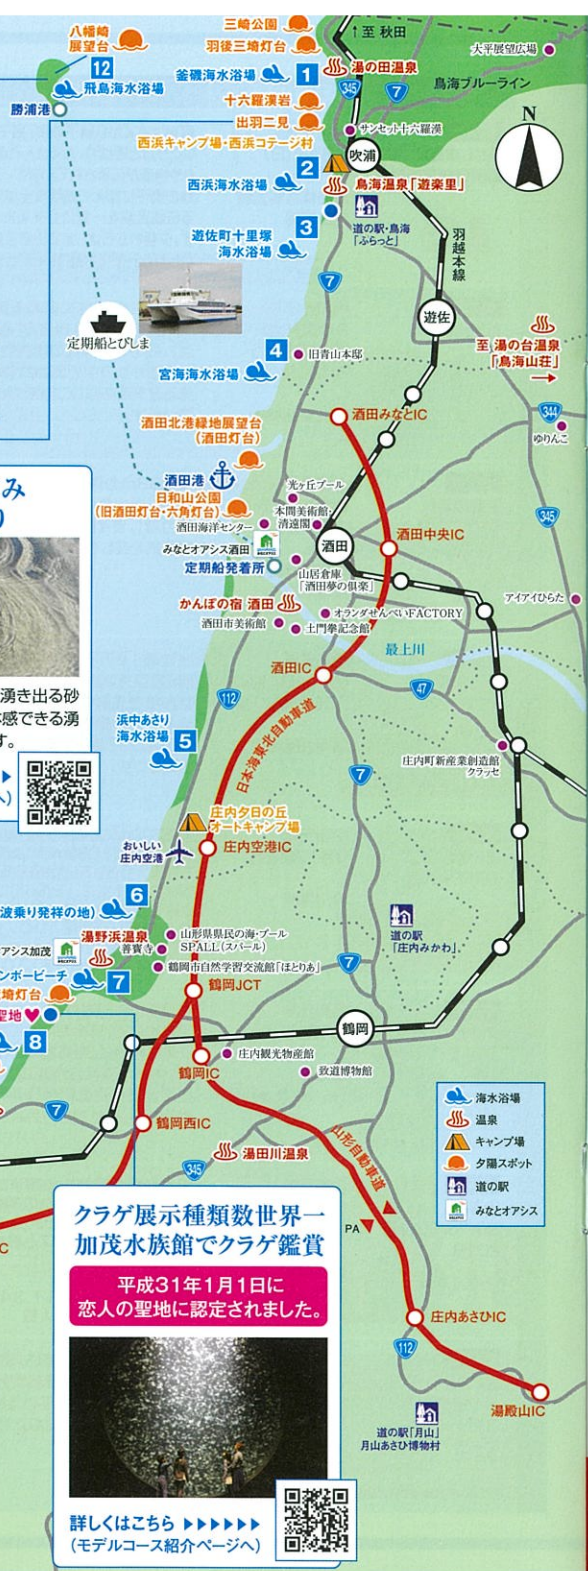 三崎公園
↑至 秋田
八幡崎
展望台
羽後三崎灯台
大平展望広場
12
飛島海水浴場
釜磯海水浴場
1
湯の田温泉
345
7
鳥海ブルーライン
勝浦港
十六羅漢岩
出羽二見
サンセット十六羅漢
N
西浜キャンプ場・西浜コテージ村
吹浦
2
西浜海水浴場
鳥海温泉「遊楽里」
3
道の駅・鳥海
「ふらっと」
遊佐町十里塚
海水浴場
羽越本線
7
遊佐
定期船とびしま
至 湯の台温泉
「鳥海山荘」
→
4
旧青山本邸
宮海海水浴場
酒田みなとIC
344
ゆりんこ
酒田北港緑地展望台
(酒田灯台)
酒田港
光ヶ丘プール
日和山公園
(旧酒田灯台・六角灯台)
本間美術館・
清遠閣
345
酒田海洋センター
酒田
酒田中央IC
みなとオアシス酒田
定期船発着所
山居倉庫
「酒田夢の倶楽」
アイアイひらた
かんぽの宿 酒田
オランダせんべいFACTORY
酒田市美術館
土門拳記念館
最上川
酒田IC
47
112
日本海東北自動車道
浜中あさり
海水浴場
5
庄内町新産業創造館
クラッセ
7
庄内夕日の丘
オートキャンプ場
おいしい
庄内空港
庄内空港IC
6
波乗り発祥の地)
道の駅
「庄内みかわ」
湯野浜温泉
山形県県民の海・プール
SPALL(スパール)
アシス加茂
善寳寺
鶴岡市自然学習交流館「ほとりあ」
7
ンボービーチ
7
鶴岡JCT
埼灯台
聖地♥
8
鶴岡
庄内観光物産館
鶴岡IC
致道博物館
7
鶴岡西IC
345
湯田川温泉
山形自動車道
海水浴場
温泉
キャンプ場
夕陽スポット
道の駅
みなとオアシス
PA
C
庄内あさひIC
112
湯殿山IC
道の駅「月山」
月山あさひ博物村
み
)
湧き出る砂
感できる湧
す。
▶
へ)
クラゲ展示種類数世界一
加茂水族館でクラゲ鑑賞
平成31年1月1日に
恋人の聖地に認定されました。
詳しくはこちら ▶▶▶▶▶▶
(モデルコース紹介ページへ)